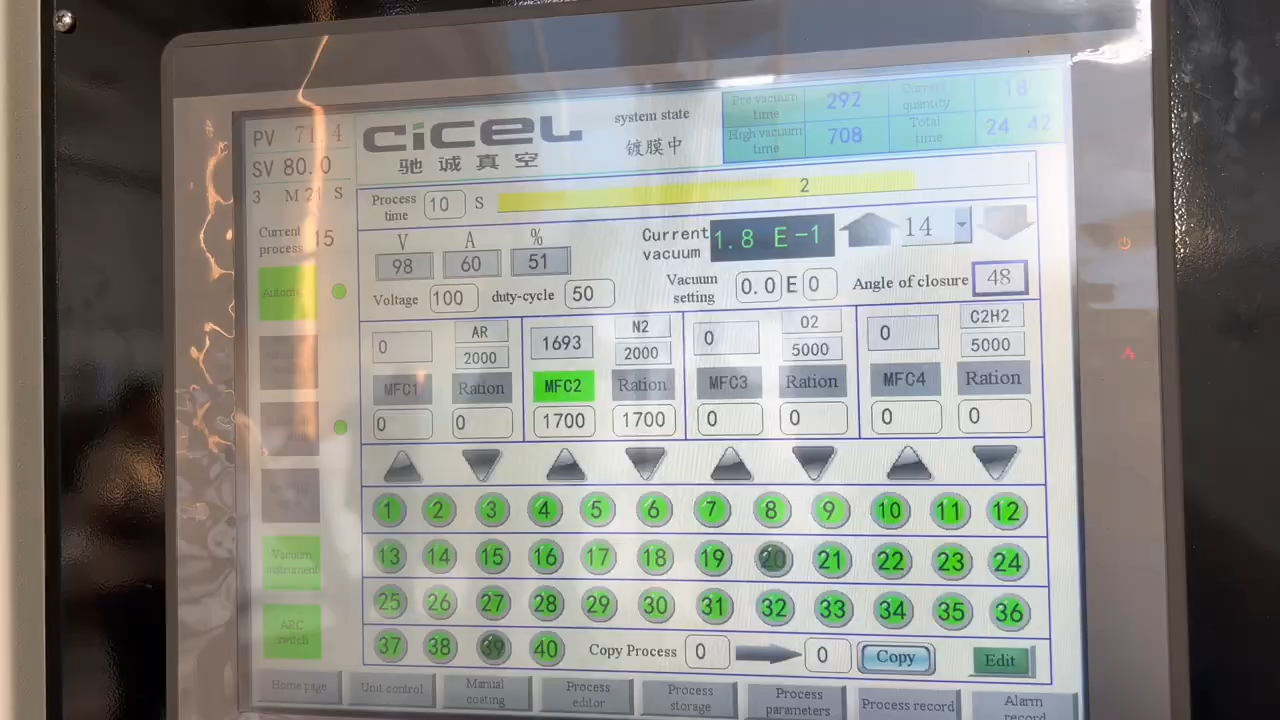 PV 71.4
SV 80.0
3 M 21 S
Current process 15
CICEL
驰诚真空
system state
镀膜中
Pre vacuum time 292
Current quantity 18
High vacuum time 708
Total time 24 42
Process time 10 S
2
V A %
98 60 51
Voltage 100 duty-cycle 50
Current vacuum 1.8 E-1
14
Vacuum setting 0.0 E 0
Angle of closure 48
0 AR 2000
MFC1 Ration
0 0
1693 N2 2000
MFC2 Ration
1700 1700
0 O2 5000
MFC3 Ration
0 0
0 C2H2 5000
MFC4 Ration
0 0
1 2 3 4 5 6 7 8 9 10 11 12
13 14 15 16 17 18 19 20 21 22 23 24
25 26 27 28 29 30 31 32 33 34 35 36
37 38 39 40 Copy Process 0 0 Copy Edit
Vacuum instrument
ARC switch
Home page
Unit control
Manual coating
Process editor
Process storage
Process parameters
Process record
Alarm record